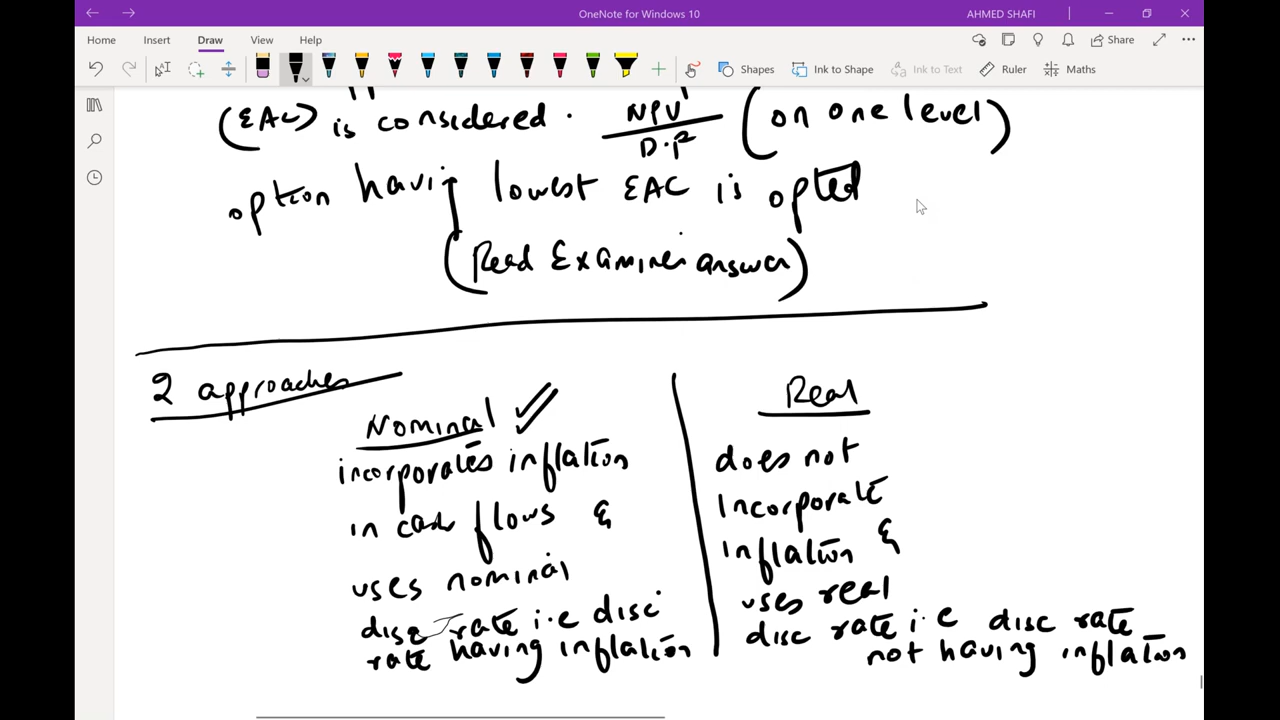 OneNote for Windows 10
AHMED SHAFI
Home Insert Draw View Help
Share
Shapes Ink to Shape Ink to Text Ruler Maths
(EAC) is considered. NPV / D.f (on one level)
option having lowest EAC is opted
(Read Examiner answer)
2 approaches
Nominal
incorporates inflation
in cash flows &
uses nominal
disc rate i.e disc
rate having inflation
Real
does not
incorporate
inflation &
uses real
disc rate i.e disc rate
not having inflation